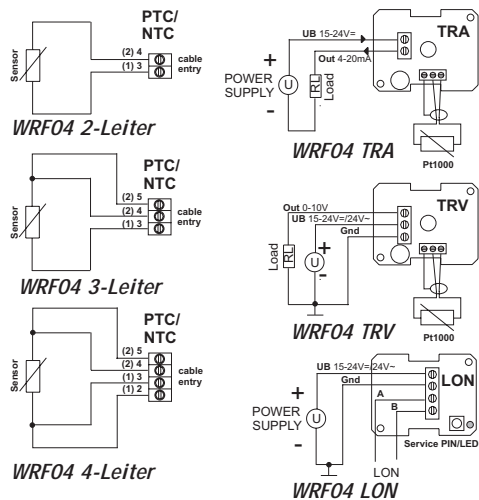 PTC/
NTC
(2) 4
(1) 3
cable
entry
Sensor
WRF04 2-Leiter
PTC/
NTC
(2) 5
(2) 4
(1) 3
cable
entry
Sensor
WRF04 3-Leiter
PTC/
NTC
(2) 5
(2) 4
(1) 3
(1) 2
cable
entry
Sensor
WRF04 4-Leiter
UB 15-24V=
TRA
Out 4-20mA
+
POWER
SUPPLY
-
U
RL
Load
Pt1000
WRF04 TRA
Out 0-10V
UB 15-24V=/24V~
Gnd
TRV
Load
RL
+
U
-
Pt1000
WRF04 TRV
UB 15-24V=/24V~
Gnd
LON
A
B
+
POWER
SUPPLY
-
U
Service PIN/LED
LON
WRF04 LON